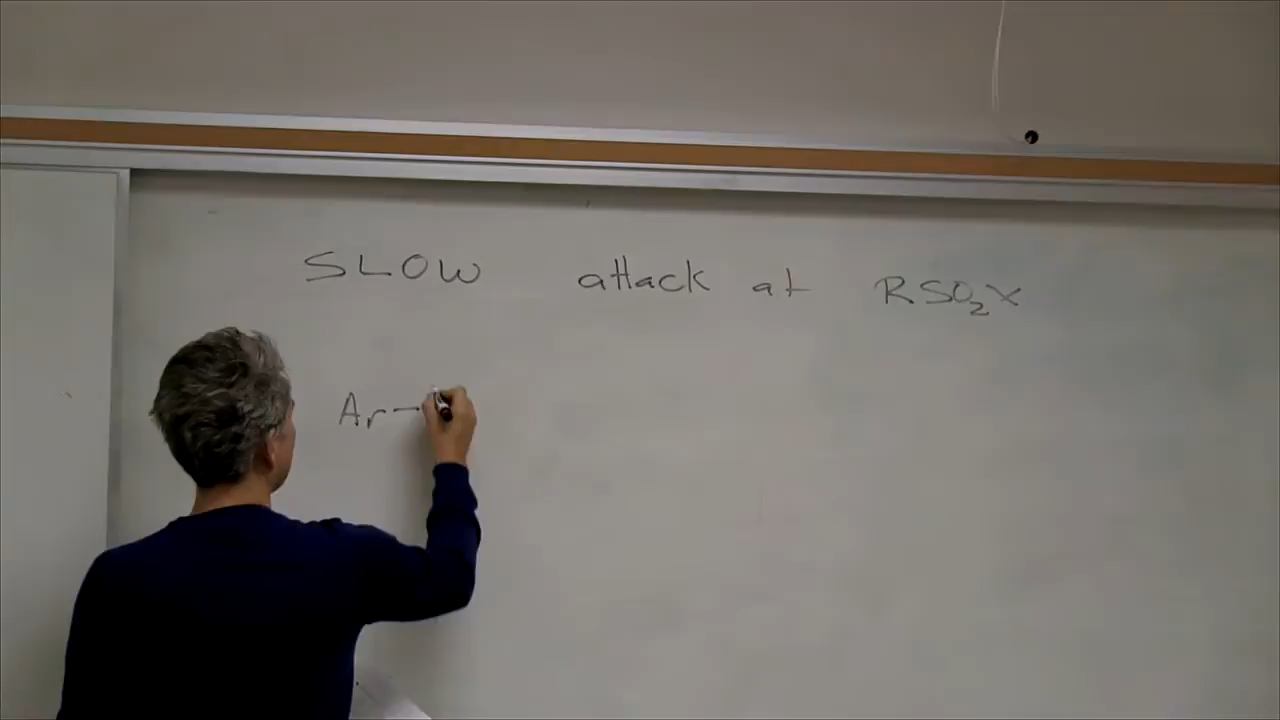 SLOW attack at RSO₂X
Ar—